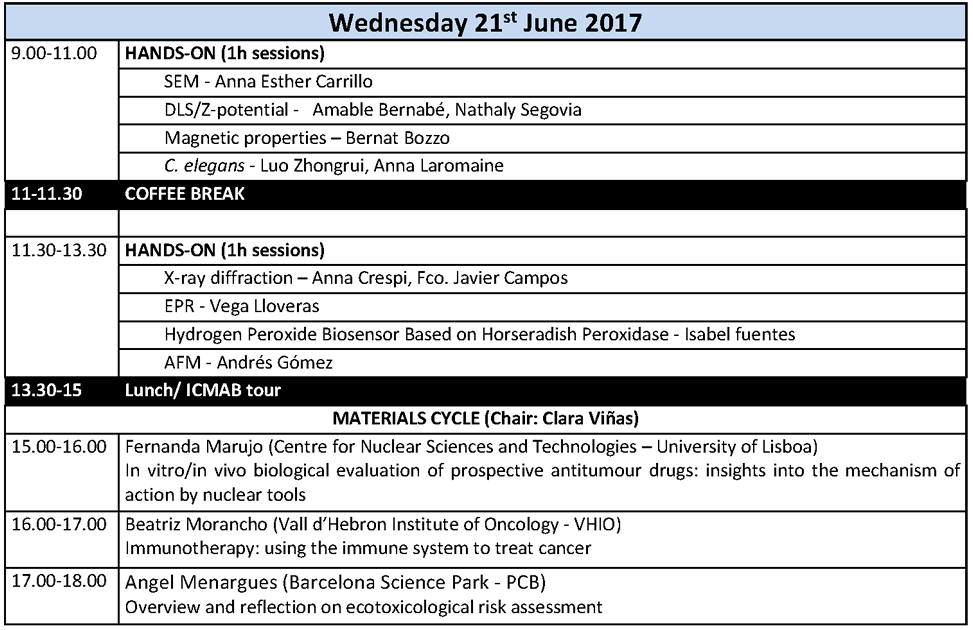 Wednesday 21st June 2017
9.00-11.00 HANDS-ON (1h sessions)
SEM - Anna Esther Carrillo
DLS/Z-potential - Amable Bernabé, Nathaly Segovia
Magnetic properties – Bernat Bozzo
C. elegans - Luo Zhongrui, Anna Laromaine
11-11.30 COFFEE BREAK
11.30-13.30 HANDS-ON (1h sessions)
X-ray diffraction – Anna Crespi, Fco. Javier Campos
EPR - Vega Lloveras
Hydrogen Peroxide Biosensor Based on Horseradish Peroxidase - Isabel fuentes
AFM - Andrés Gómez
13.30-15 Lunch/ ICMAB tour
MATERIALS CYCLE (Chair: Clara Viñas)
15.00-16.00 Fernanda Marujo (Centre for Nuclear Sciences and Technologies – University of Lisboa)
In vitro/in vivo biological evaluation of prospective antitumour drugs: insights into the mechanism of
action by nuclear tools
16.00-17.00 Beatriz Morancho (Vall d’Hebron Institute of Oncology - VHIO)
Immunotherapy: using the immune system to treat cancer
17.00-18.00 Angel Menargues (Barcelona Science Park - PCB)
Overview and reflection on ecotoxicological risk assessment